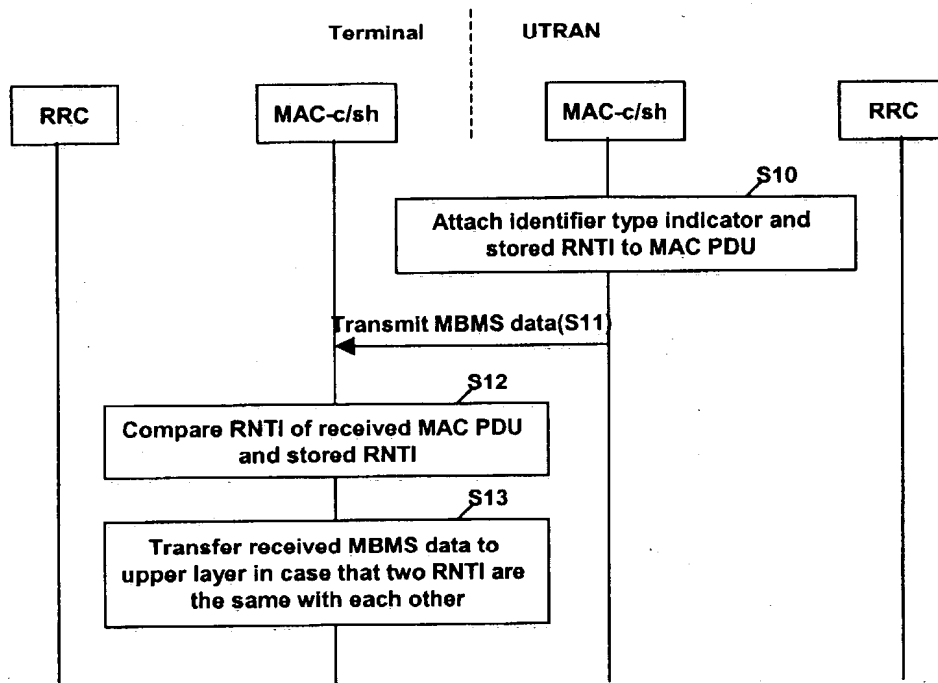 Terminal UTRAN
RRC MAC-c/sh MAC-c/sh RRC
S10
Attach identifier type indicator and
stored RNTI to MAC PDU
Transmit MBMS data(S11)
S12
Compare RNTI of received MAC PDU
and stored RNTI
S13
Transfer received MBMS data to
upper layer in case that two RNTI are
the same with each other